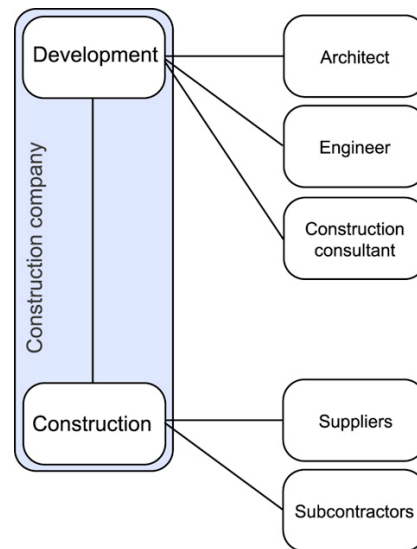 Development
Architect
Engineer
Construction
consultant
Construction company
Construction
Suppliers
Subcontractors